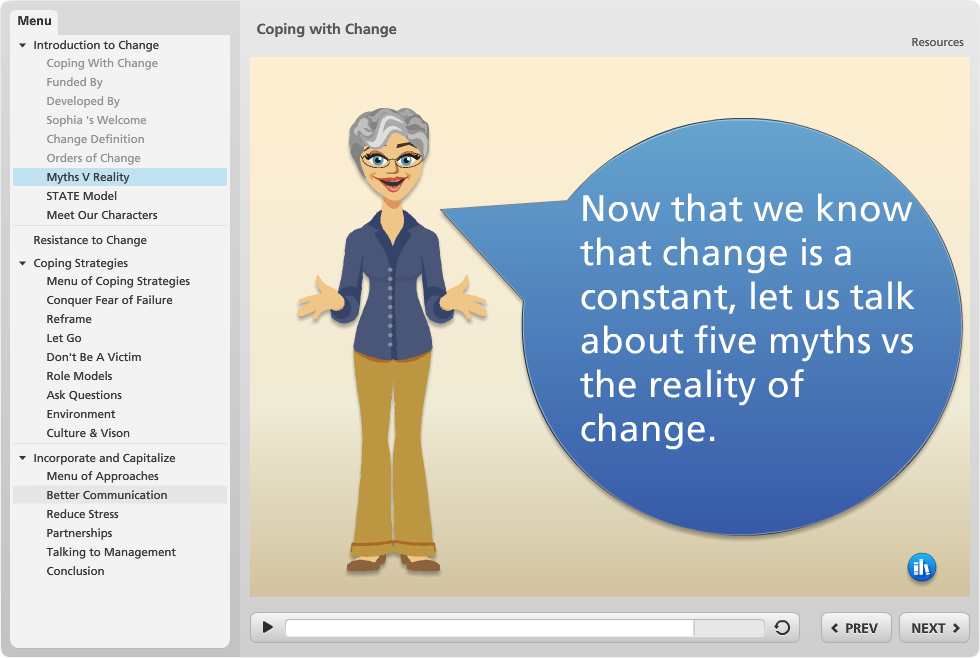 Menu
Introduction to Change
Coping With Change
Funded By
Developed By
Sophia 's Welcome
Change Definition
Orders of Change
Myths V Reality
STATE Model
Meet Our Characters
Resistance to Change
Coping Strategies
Menu of Coping Strategies
Conquer Fear of Failure
Reframe
Let Go
Don't Be A Victim
Role Models
Ask Questions
Environment
Culture & Vison
Incorporate and Capitalize
Menu of Approaches
Better Communication
Reduce Stress
Partnerships
Talking to Management
Conclusion
Coping with Change
Resources
Now that we know
that change is a
constant, let us talk
about five myths vs
the reality of
change.
PREV
NEXT